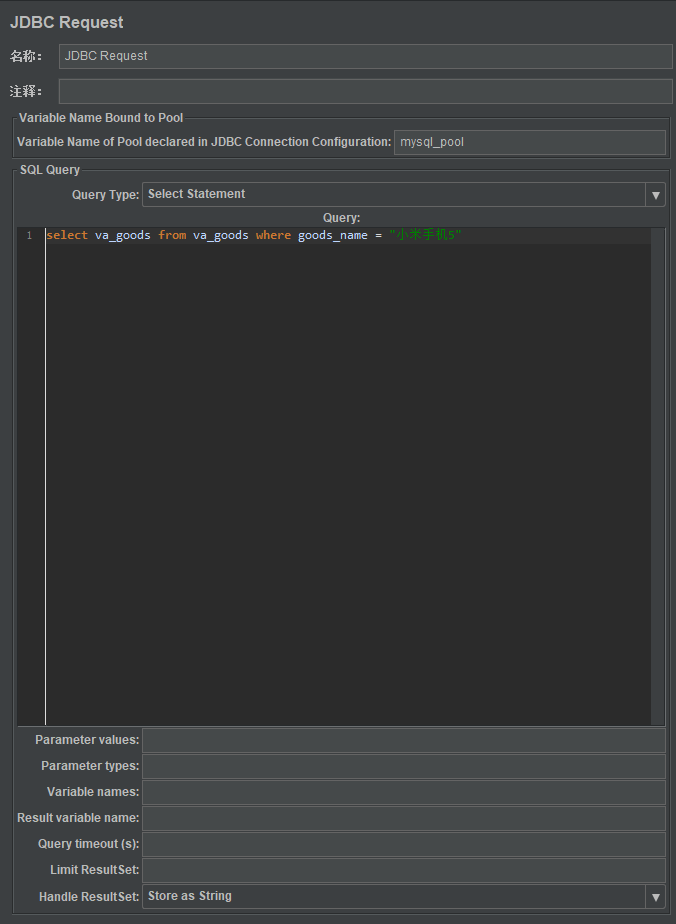 JDBC Request
名称： JDBC Request
注释：
Variable Name Bound to Pool
Variable Name of Pool declared in JDBC Connection Configuration: mysql_pool
SQL Query
Query Type: Select Statement
Query:
1 select va_goods from va_goods where goods_name = "小米手机5"
Parameter values:
Parameter types:
Variable names:
Result variable name:
Query timeout (s):
Limit ResultSet:
Handle ResultSet: Store as String